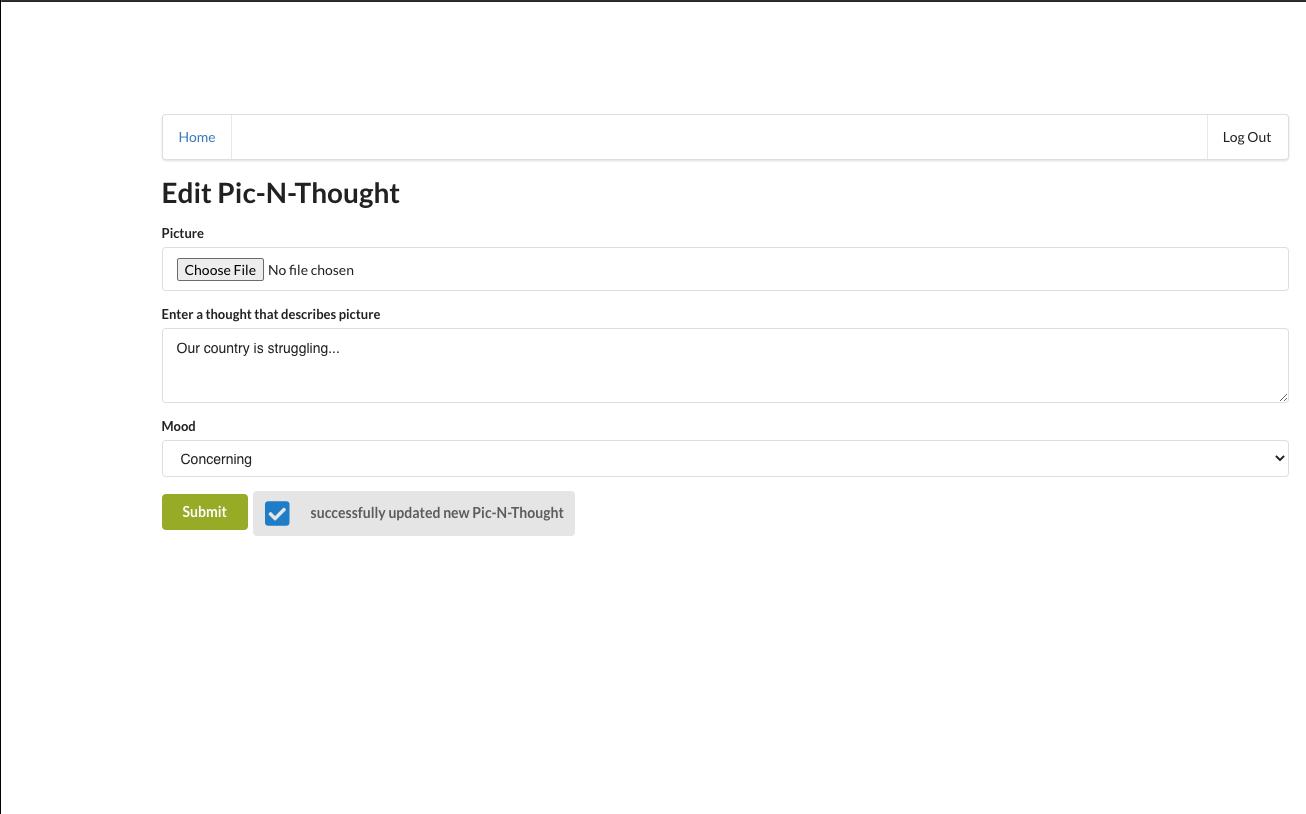 Home Log Out
Edit Pic-N-Thought
Picture
Choose File No file chosen
Enter a thought that describes picture
Our country is struggling...
Mood
Concerning
Submit successfully updated new Pic-N-Thought